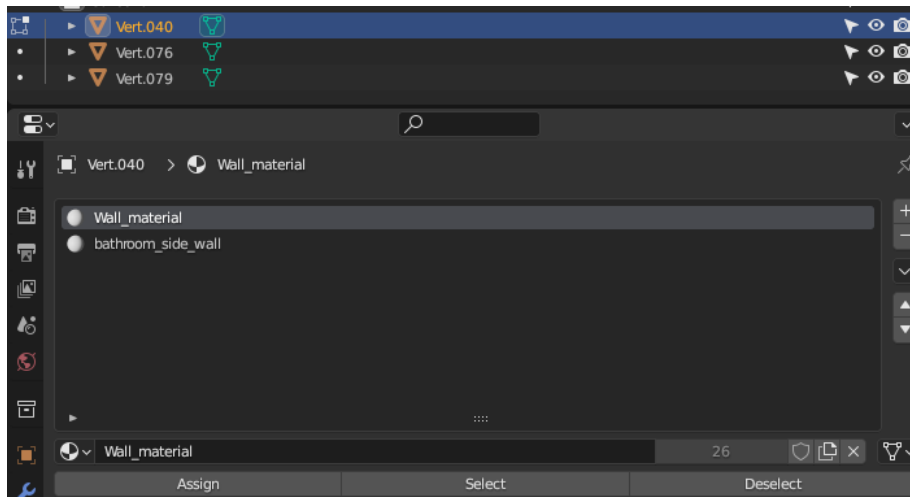 Vert.040
Vert.076
Vert.079
Vert.040 > Wall_material
Wall_material
bathroom_side_wall
Wall_material 26
Assign Select Deselect